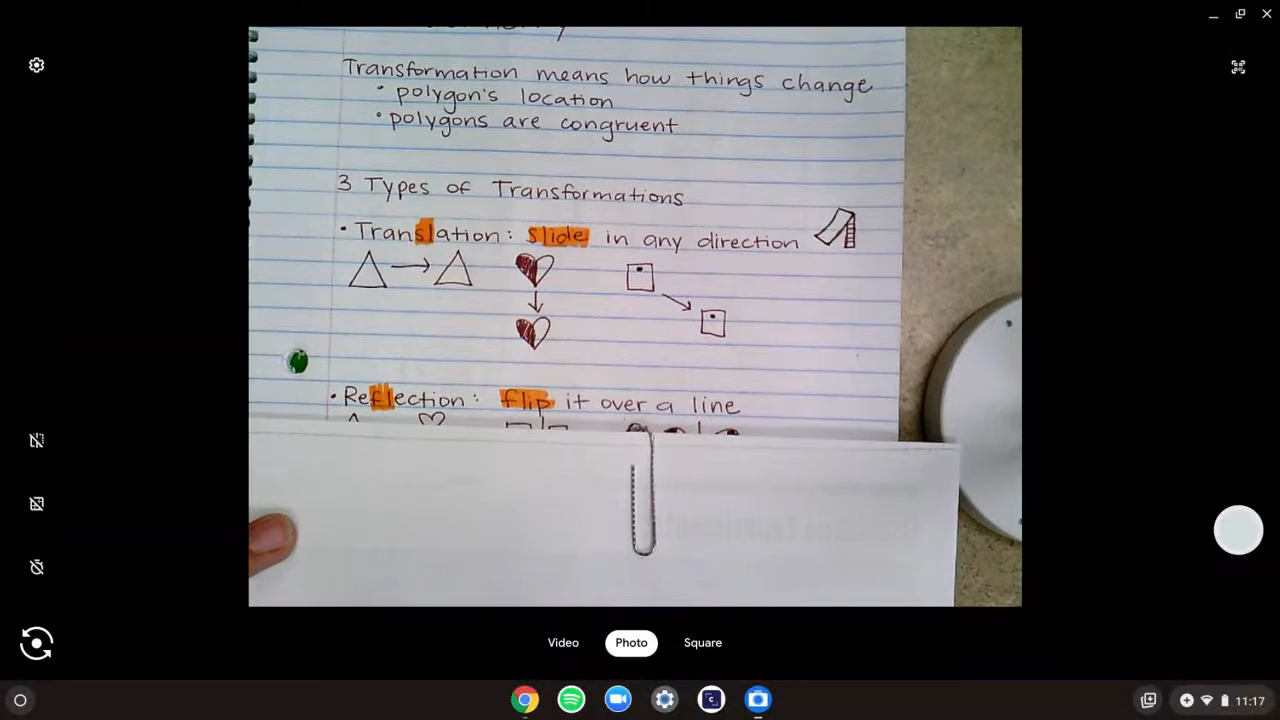 Transformation means how things change
• polygon's location
• polygons are congruent
3 Types of Transformations
• Translation: slide in any direction
• Reflection: flip it over a line
Video Photo Square
11:17